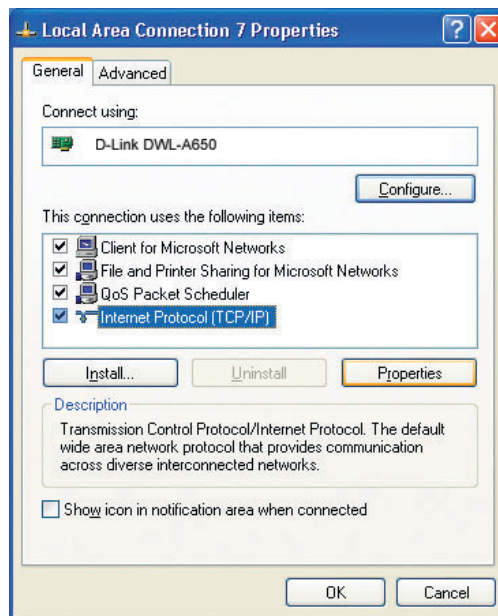 Local Area Connection 7 Properties
General
Advanced
Connect using:
D-Link DWL-A650
Configure...
This connection uses the following items:
Client for Microsoft Networks
File and Printer Sharing for Microsoft Networks
QoS Packet Scheduler
Internet Protocol (TCP/IP)
Install...
Uninstall
Properties
Description
Transmission Control Protocol/Internet Protocol. The default
wide area network protocol that provides communication
across diverse interconnected networks.
Show icon in notification area when connected
OK
Cancel